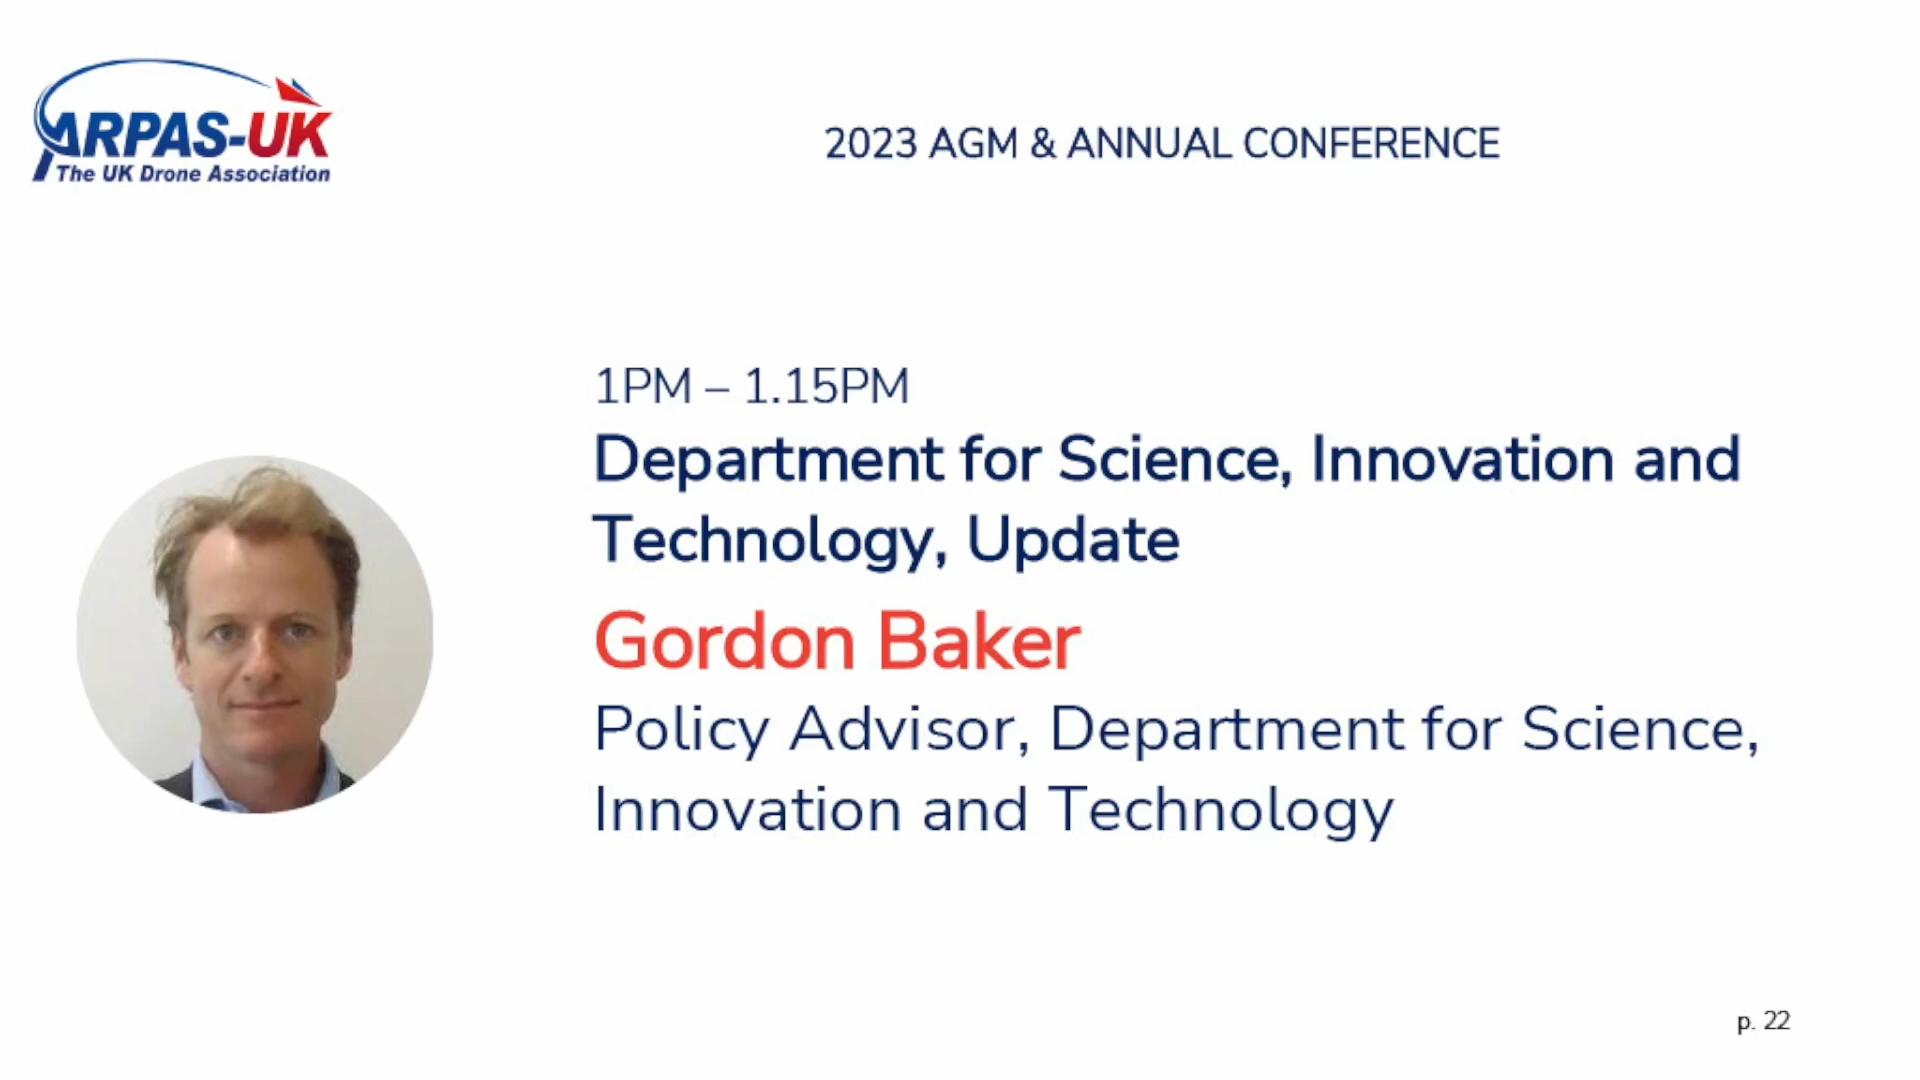 ARPAS-UK
The UK Drone Association
2023 AGM & ANNUAL CONFERENCE
1PM – 1.15PM
Department for Science, Innovation and
Technology, Update
Gordon Baker
Policy Advisor, Department for Science,
Innovation and Technology
p. 22